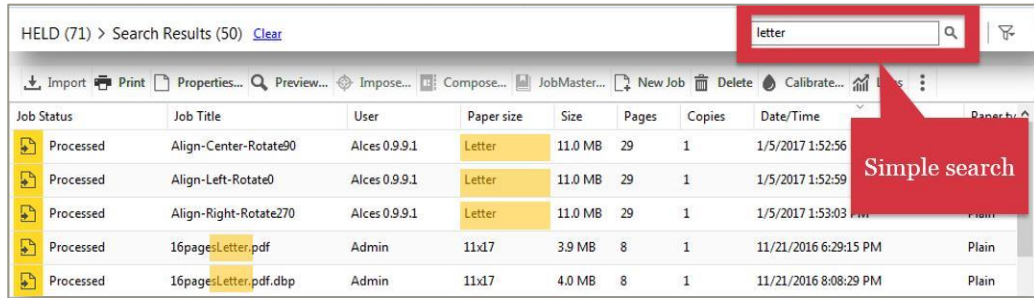 HELD (71) > Search Results (50) Clear letter
Import Print Properties... Preview... Impose... Compose... JobMaster... New Job Delete Calibrate...
Job Status Job Title User Paper size Size Pages Copies Date/Time
Processed Align-Center-Rotate90 Alces 0.9.9.1 Letter 11.0 MB 29 1 1/5/2017 1:52:56
Processed Align-Left-Rotate0 Alces 0.9.9.1 Letter 11.0 MB 29 1 1/5/2017 1:52:59
Simple search
Processed Align-Right-Rotate270 Alces 0.9.9.1 Letter 11.0 MB 29 1 1/5/2017 1:53:03 PM Plain
Processed 16pagesLetter.pdf Admin 11x17 3.9 MB 8 1 11/21/2016 6:29:15 PM Plain
Processed 16pagesLetter.pdf.dbp Admin 11x17 4.0 MB 8 1 11/21/2016 8:08:29 PM Plain